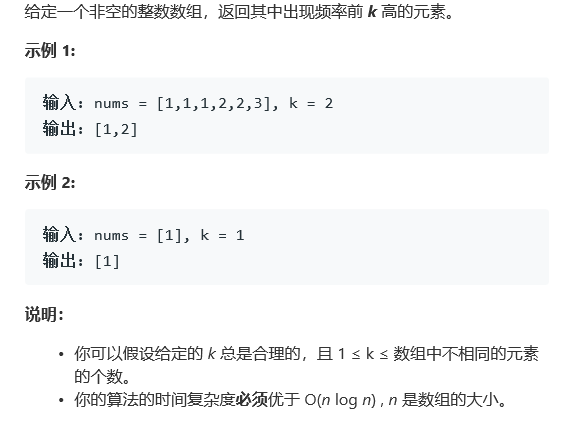 给定一个非空的整数数组，返回其中出现频率前 k 高的元素。
示例 1:
输入: nums = [1,1,1,2,2,3], k = 2
输出: [1,2]
示例 2:
输入: nums = [1], k = 1
输出: [1]
说明：
• 你可以假设给定的 k 总是合理的，且 1 ≤ k ≤ 数组中不相同的元素
的个数。
• 你的算法的时间复杂度必须优于 O(n log n) , n 是数组的大小。